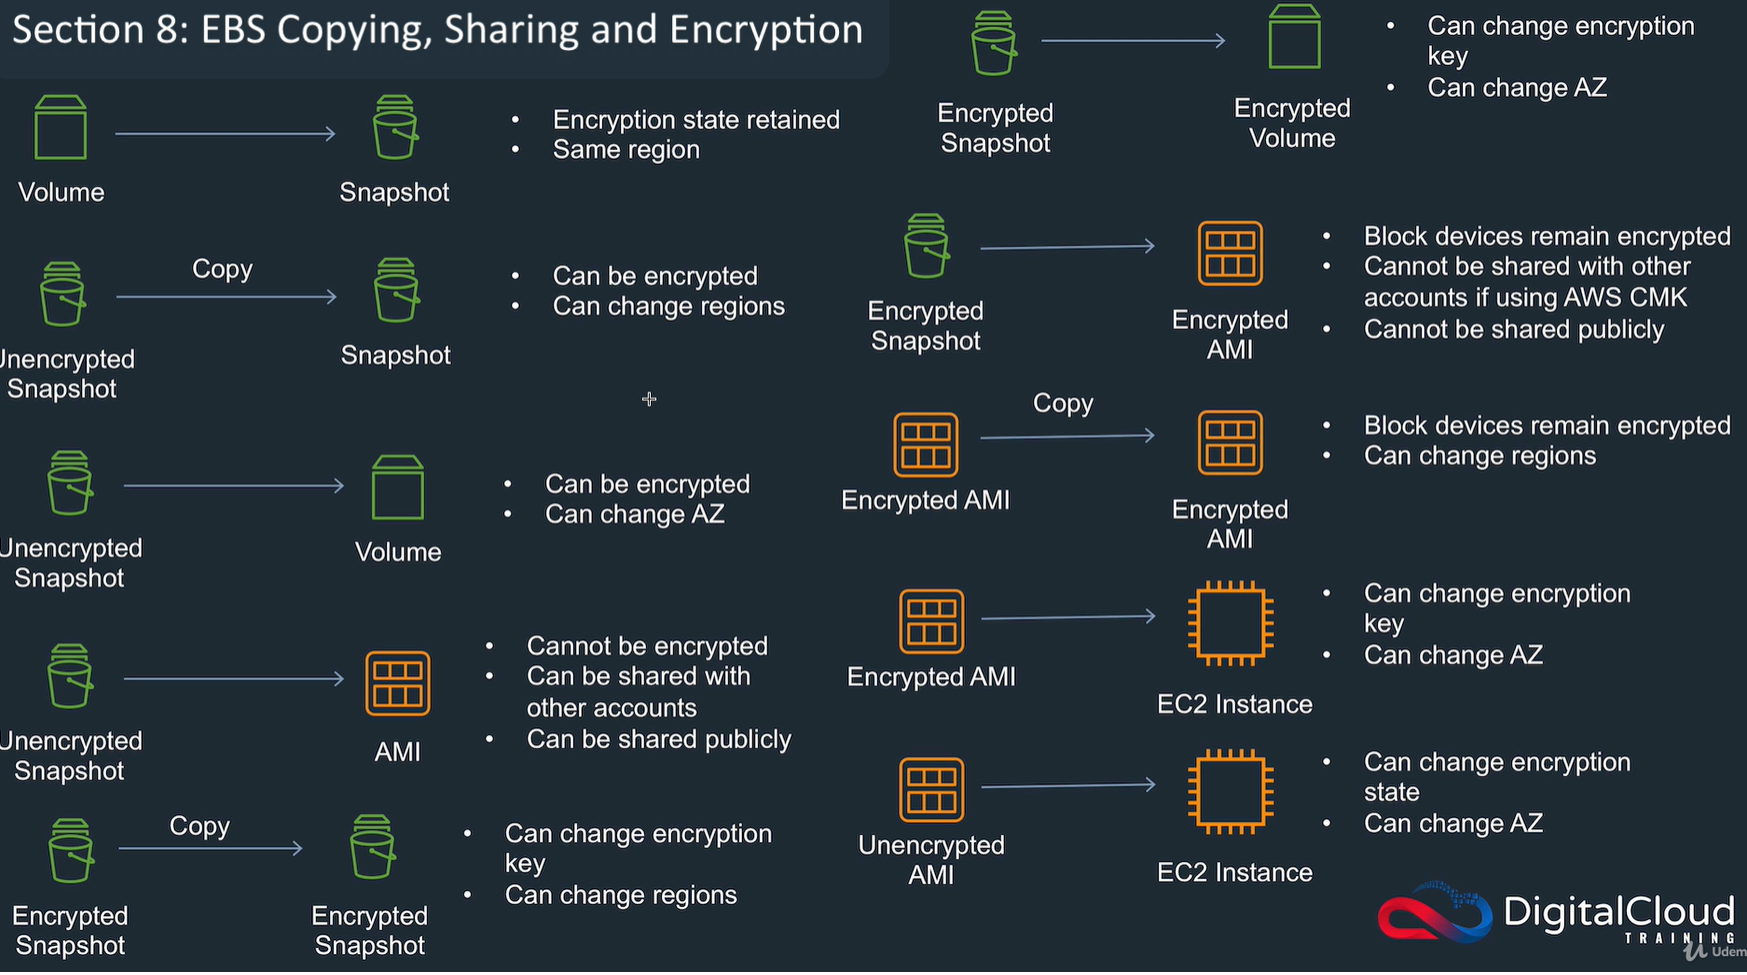 Section 8: EBS Copying, Sharing and Encryption
Volume
Snapshot
• Encryption state retained
• Same region
Copy
Unencrypted
Snapshot
Snapshot
• Can be encrypted
• Can change regions
Unencrypted
Snapshot
Volume
• Can be encrypted
• Can change AZ
Unencrypted
Snapshot
AMI
• Cannot be encrypted
• Can be shared with
other accounts
• Can be shared publicly
Copy
Encrypted
Snapshot
Encrypted
Snapshot
• Can change encryption
key
• Can change regions
Encrypted
Snapshot
Encrypted
Volume
• Can change encryption
key
• Can change AZ
Encrypted
Snapshot
Encrypted
AMI
• Block devices remain encrypted
• Cannot be shared with other
accounts if using AWS CMK
• Cannot be shared publicly
Copy
Encrypted AMI
Encrypted
AMI
• Block devices remain encrypted
• Can change regions
Encrypted AMI
EC2 Instance
• Can change encryption
key
• Can change AZ
Unencrypted
AMI
EC2 Instance
• Can change encryption
state
• Can change AZ
DigitalCloud
TRAINING
Udem